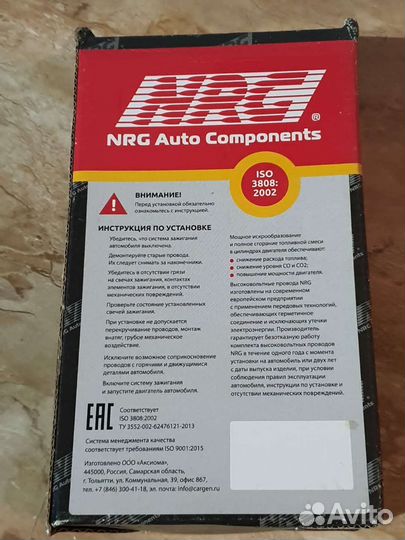 NRG
®
NRG Auto Components
ISO
3808:
2002
ВНИМАНИЕ!
Перед установкой обязательно
ознакомьтесь с инструкцией.
ИНСТРУКЦИЯ ПО УСТАНОВКЕ
Убедитесь, что система зажигания
автомобиля выключена.
Демонтируйте старые провода.
Их следует снимать за наконечники.
Убедитесь в отсутствии грязи
на свечах зажигания, контактах
элементов зажигания, в отсутствии
механических повреждений.
Проверьте состояние установленных
свечей зажигания.
При установке не допускается
перекручивание проводов, монтаж
внатяг, грубое механическое
воздействие.
Исключите возможное соприкосновение
проводов с горячими и движущимися
деталями автомобиля.
Включите систему зажигания
и запустите двигатель автомобиля.
Мощное искрообразование
и полное сгорание топливной смеси
в цилиндрах двигателя обеспечивают:
снижение расхода топлива;
снижение уровня СО и СО2;
повышение мощности двигателя.
Высоковольтные провода NRG
изготовлены на современном
европейском предприятии
с применением передовых технологий,
обеспечивающих герметичное
соединение и исключающих утечки
электроэнергии. Производитель
гарантирует безотказную работу
комплекта высоковольтных проводов
NRG в течение одного года с момента
установки на автомобиль или двух лет
с даты выпуска изделия, при условии
соблюдения правил эксплуатации
автомобиля, инструкции по установке и
отсутствии механических повреждений.
EAC
Соответствует
ISO 3808:2002
ТУ 3552-002-62476121-2013
Система менеджмента качества
соответствует требованиям ISO 9001:2015
Изготовлено ООО «Аксиома»
445000, Россия, Самарская область,
г. Тольятти, ул. Коммунальная, 39, офис 867,
тел. +7 (846) 300-41-18, эл. почта: info@cargen.com
Avito